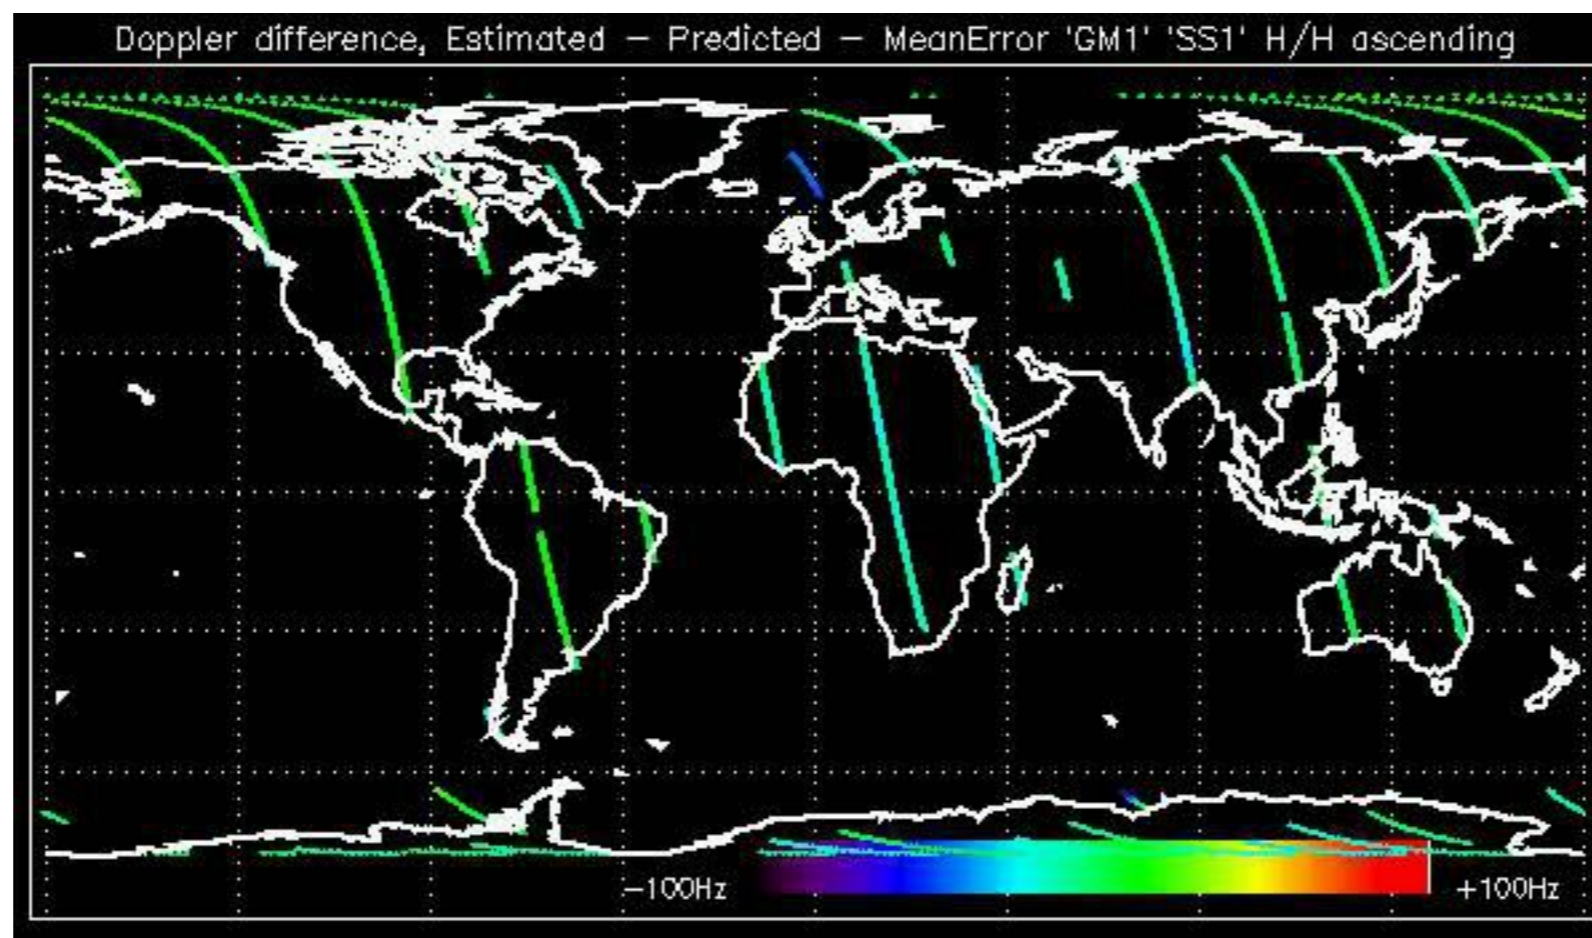 Doppler difference, Estimated – Predicted – MeanError 'GM1' 'SS1' H/H ascending
–100Hz +100Hz